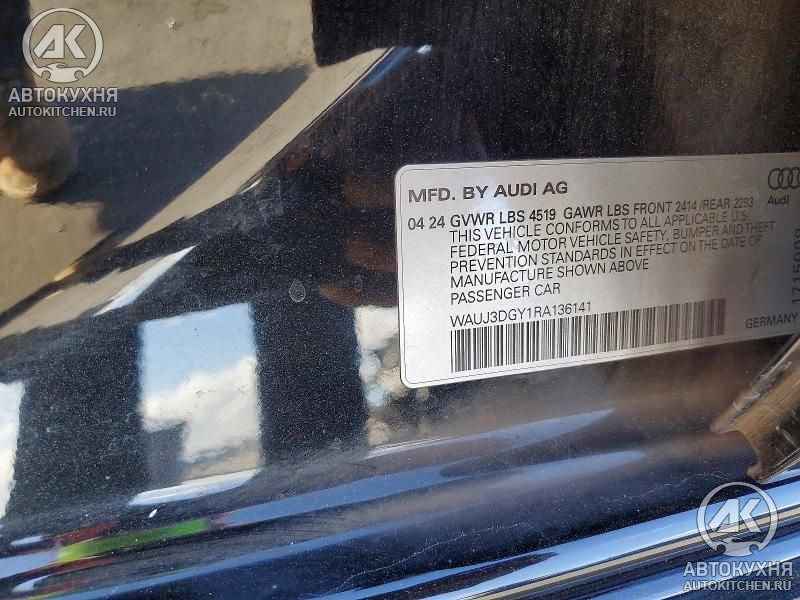 AK
АВТОКУХНЯ
AUTOKITCHEN.RU
MFD. BY AUDI AG
Audi
04 24 GVWR LBS 4519 GAWR LBS FRONT 2414 /REAR 2293
THIS VEHICLE CONFORMS TO ALL APPLICABLE U.S.
FEDERAL MOTOR VEHICLE SAFETY, BUMPER AND THEFT
PREVENTION STANDARDS IN EFFECT ON THE DATE OF
MANUFACTURE SHOWN ABOVE
PASSENGER CAR
WAUJ3DGY1RA136141
GERMANY
AK
АВТОКУХНЯ
AUTOKITCHEN.RU